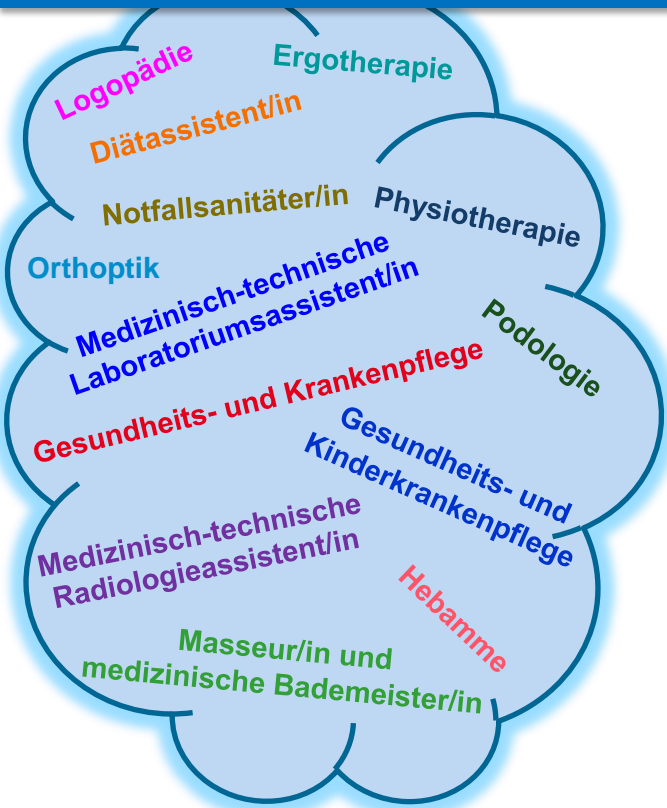 Logopädie
Ergotherapie
Diätassistent/in
Notfallsanitäter/in
Physiotherapie
Orthoptik
Medizinisch-technische
Laboratoriumsassistent/in
Podologie
Gesundheits- und Krankenpflege
Gesundheits- und
Kinderkrankenpflege
Medizinisch-technische
Radiologieassistent/in
Hebamme
Masseur/in und
medizinische Bademeister/in